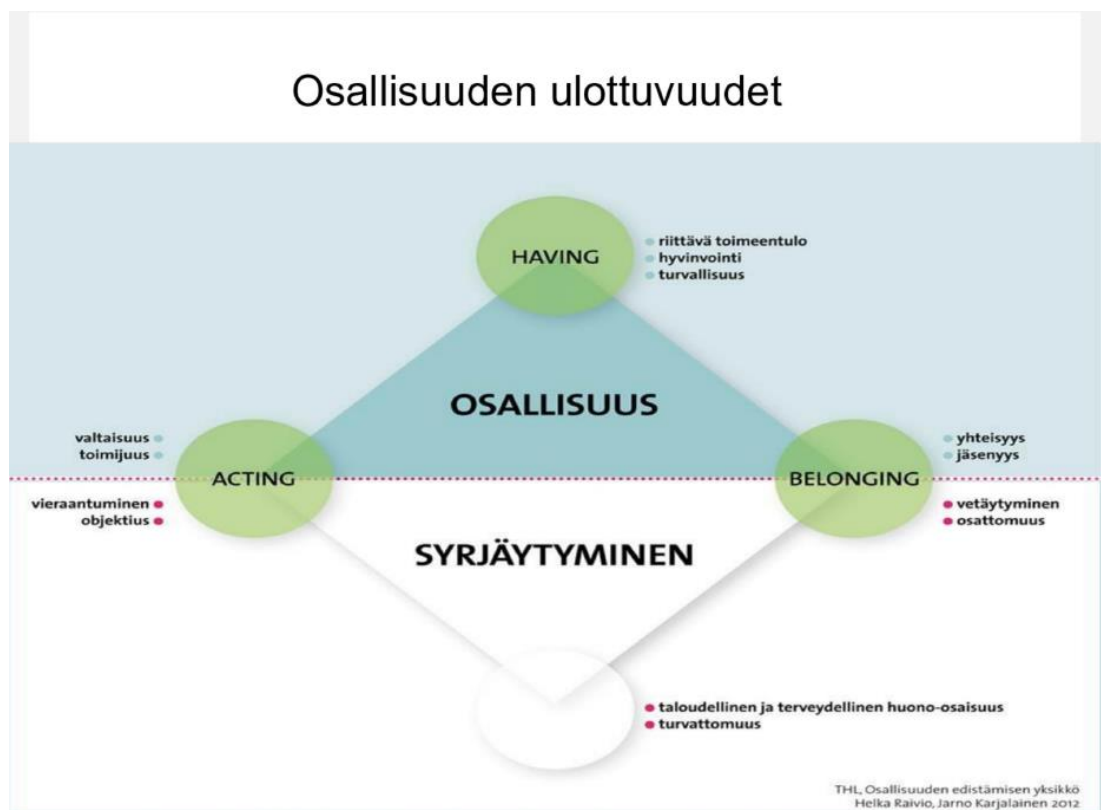 Osallisuuden ulottuvuudet
HAVING
riittävä toimeentulo
hyvinvointi
turvallisuus
OSALLISUUS
valtaisuus
toimijuus
ACTING
vieraantuminen
objektius
BELONGING
yhteisyys
jäsenyys
vetäytyminen
osattomuus
SYRJÄYTYMINEN
taloudellinen ja terveydellinen huono-osaisuus
turvattomuus
THL, Osallisuuden edistämisen yksikkö
Helka Raivio, Jarno Karjalainen 2012